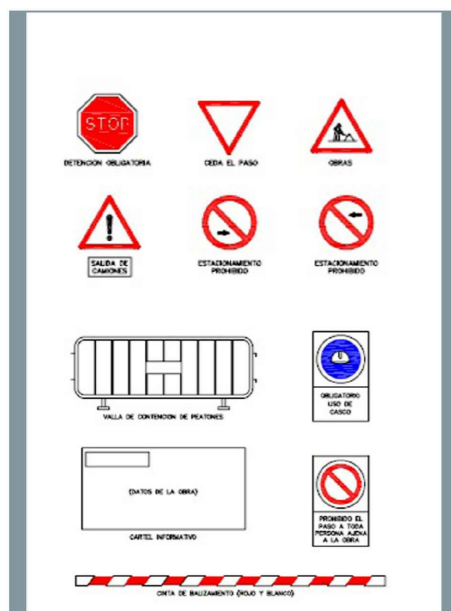 STOP
DETENCION OBLIGATORIA
CEDA EL PASO
OBRAS
SALIDA DE
CAMIONES
ESTACIONAMIENTO
PROHIBIDO
ESTACIONAMIENTO
PROHIBIDO
VALLA DE CONTENCION DE PEATONES
OBLIGATORIO
USO DE
CASCO
(DATOS DE LA OBRA)
CARTEL INFORMATIVO
PROHIBIDO EL
PASO A TODA
PERSONA AJENA
A LA OBRA
CINTA DE BALIZAMIENTO (ROJO Y BLANCO)